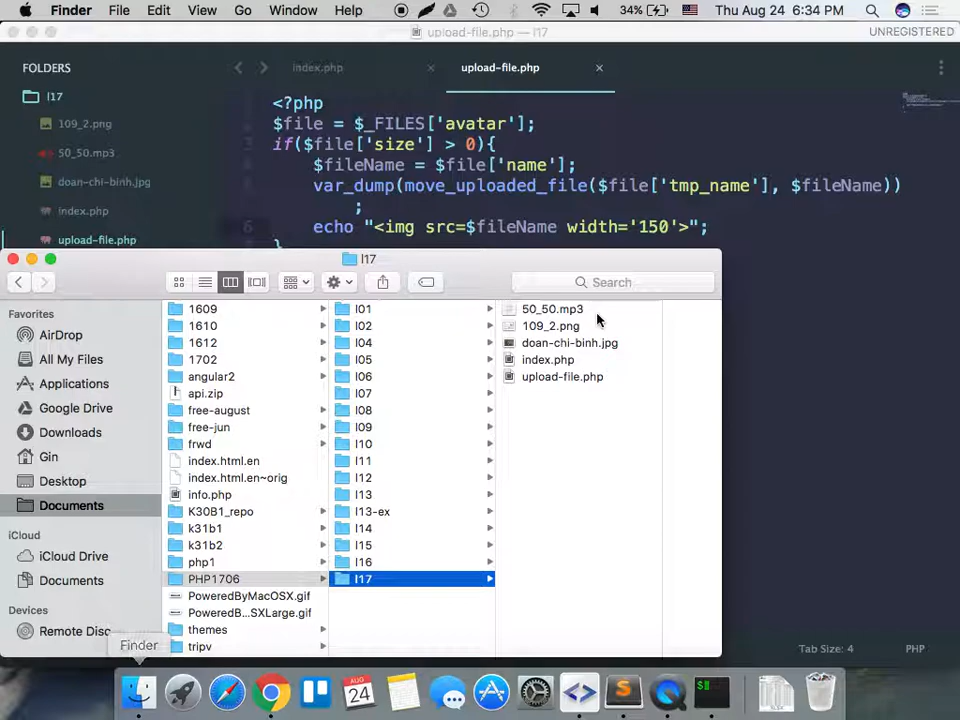 Finder File Edit View Go Window Help 34% Thu Aug 24 6:34 PM
upload-file.php — l17 UNREGISTERED
FOLDERS
l17
109_2.png
50_50.mp3
doan-chi-binh.jpg
index.php
upload-file.php
index.php upload-file.php
<?php
$file = $_FILES['avatar'];
if($file['size'] > 0){
$fileName = $file['name'];
var_dump(move_uploaded_file($file['tmp_name'], $fileName))
;
6 echo "<img src=$fileName width='150'>";
}
l17
Search
Favorites
AirDrop
All My Files
Applications
Google Drive
Downloads
Gin
Desktop
Documents
iCloud
iCloud Drive
Documents
Devices
Remote Disc
1609
1610
1612
1702
angular2
api.zip
free-august
free-jun
frwd
index.html.en
index.html.en~orig
info.php
K30B1_repo
k31b1
k31b2
php1
PHP1706
PoweredByMacOSX.gif
PoweredB...SXLarge.gif
themes
tripv
l01
l02
l04
l05
l06
l07
l08
l09
l10
l11
l12
l13
l13-ex
l14
l15
l16
l17
50_50.mp3
109_2.png
doan-chi-binh.jpg
index.php
upload-file.php
Finder
Tab Size: 4 PHP
AUG
24